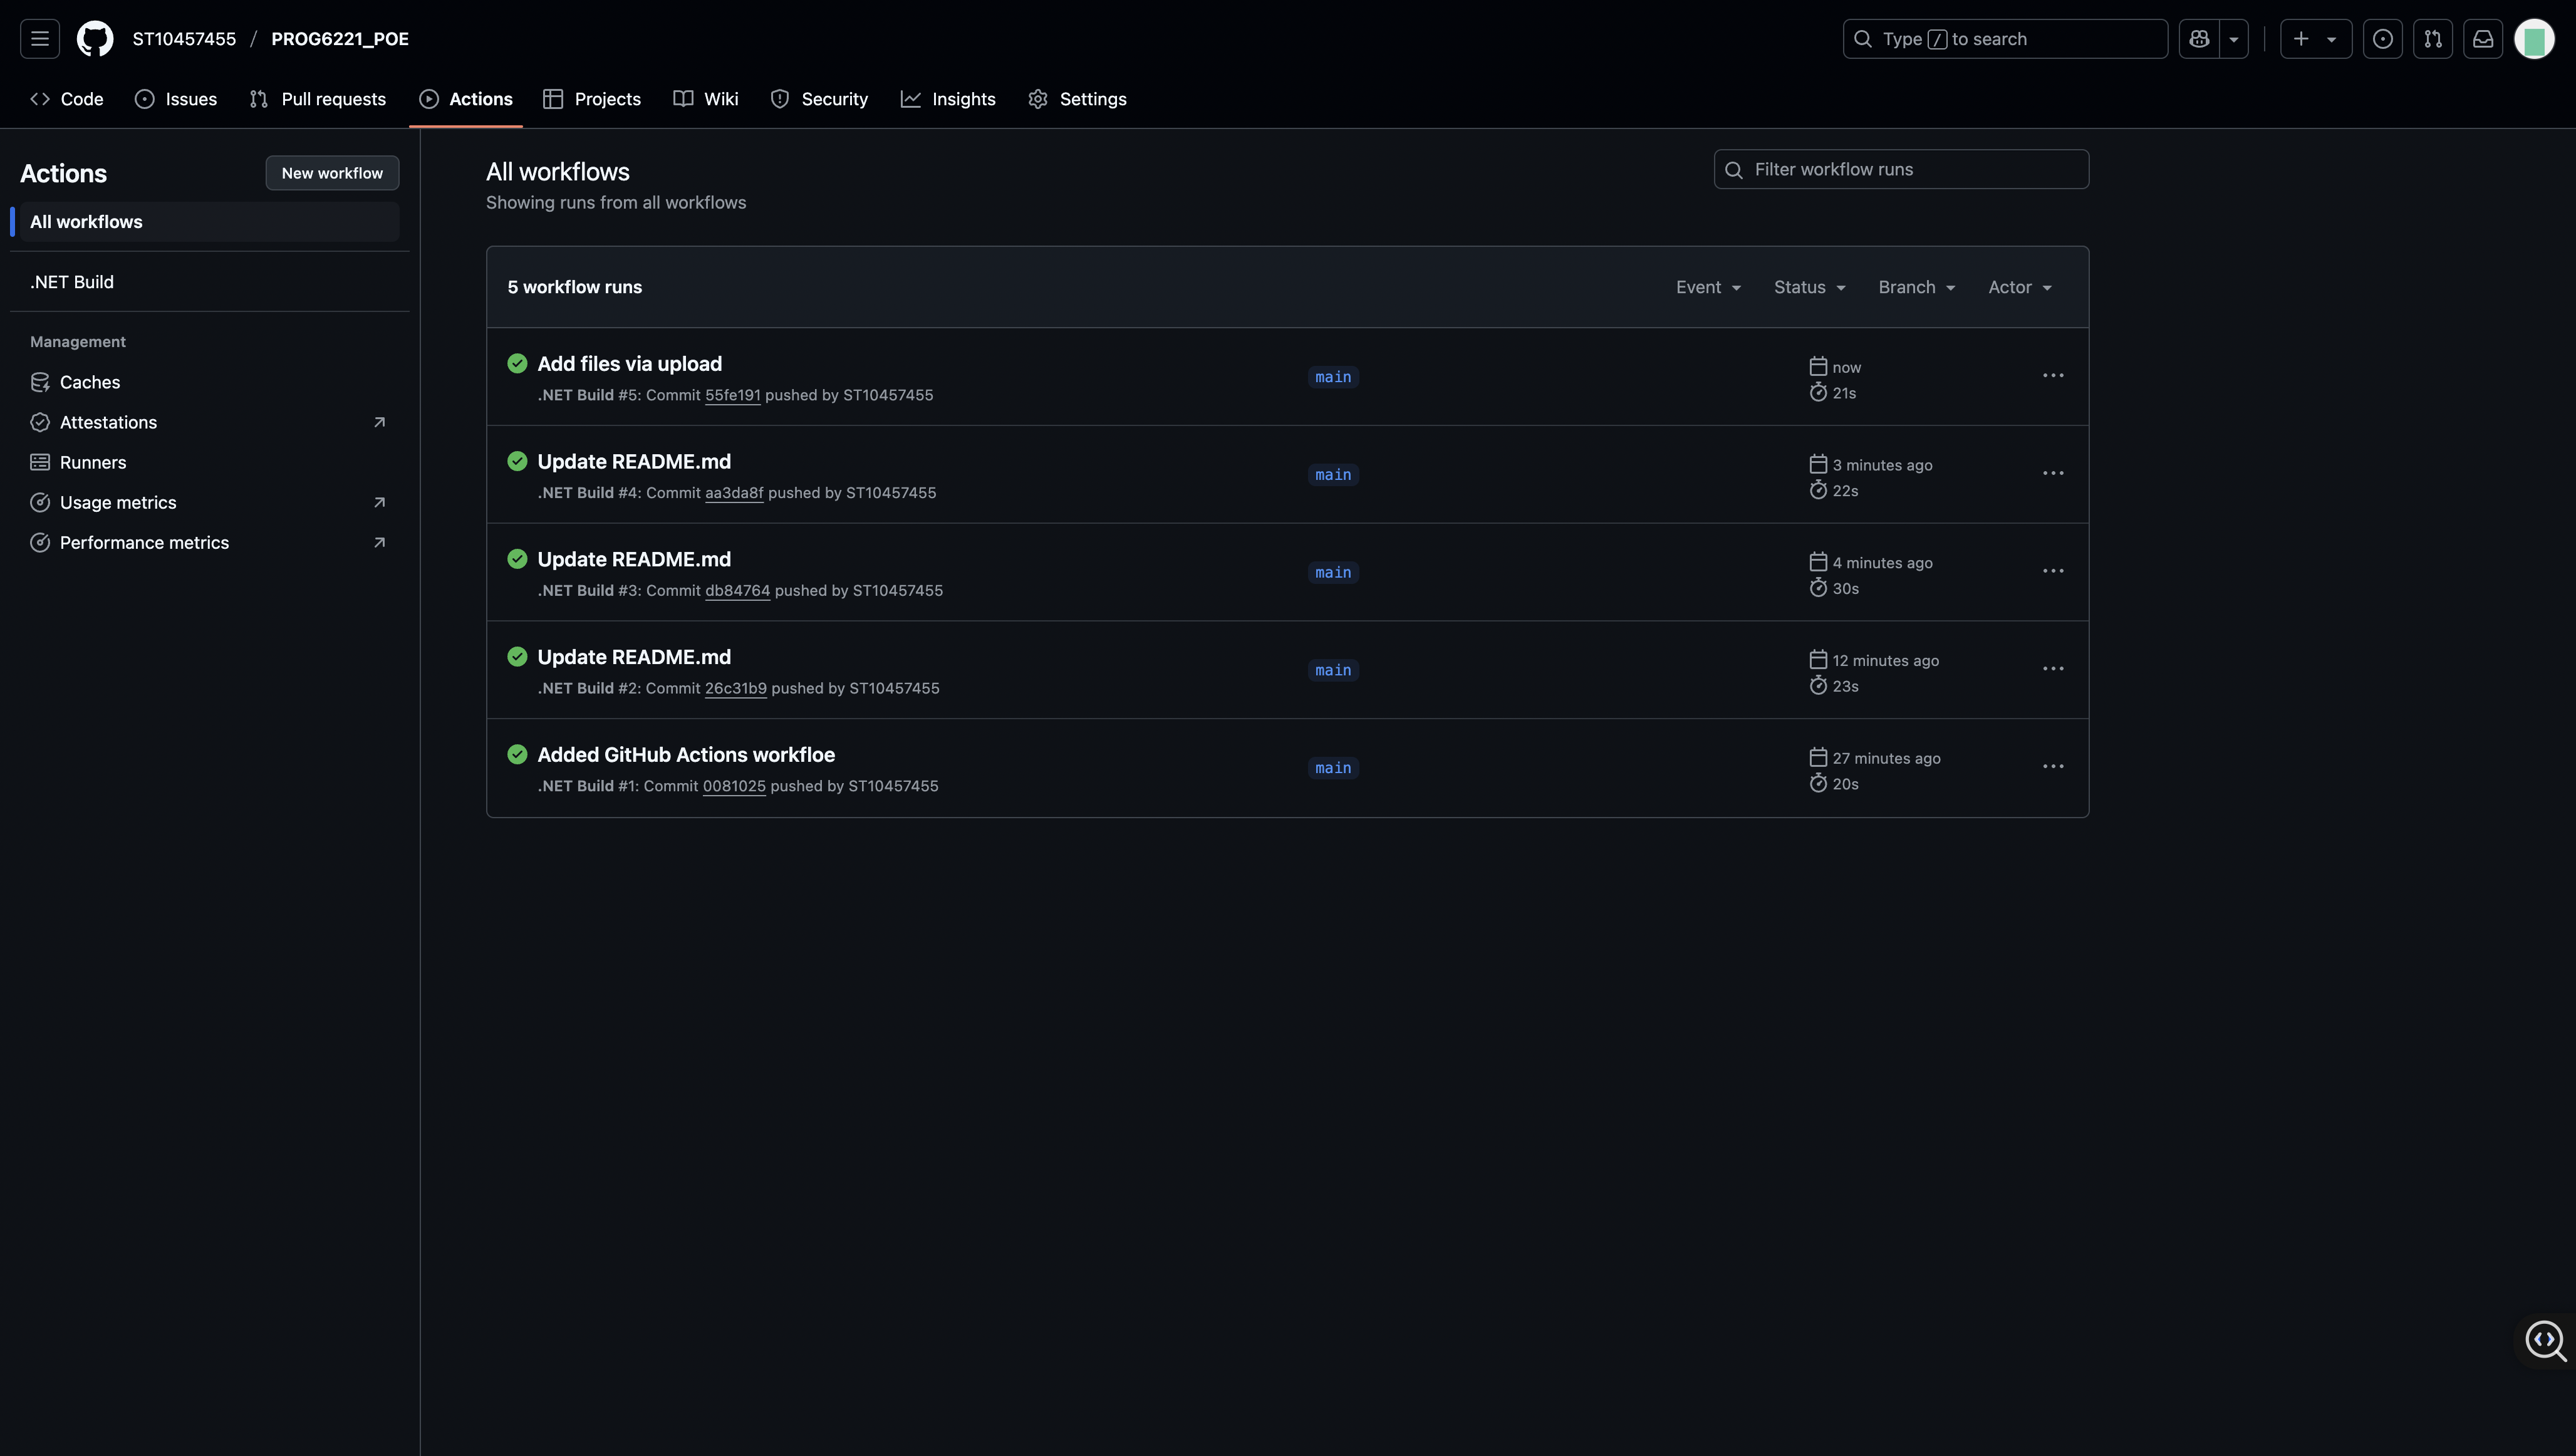 ST10457455 / PROG6221_POE
Type / to search
Code
Issues
Pull requests
Actions
Projects
Wiki
Security
Insights
Settings
Actions
New workflow
All workflows
.NET Build
Management
Caches
Attestations
Runners
Usage metrics
Performance metrics
All workflows
Showing runs from all workflows
Filter workflow runs
5 workflow runs
Event
Status
Branch
Actor
Add files via upload
.NET Build #5: Commit 55fe191 pushed by ST10457455
main
now
21s
Update README.md
.NET Build #4: Commit aa3da8f pushed by ST10457455
main
3 minutes ago
22s
Update README.md
.NET Build #3: Commit db84764 pushed by ST10457455
main
4 minutes ago
30s
Update README.md
.NET Build #2: Commit 26c31b9 pushed by ST10457455
main
12 minutes ago
23s
Added GitHub Actions workfloe
.NET Build #1: Commit 0081025 pushed by ST10457455
main
27 minutes ago
20s